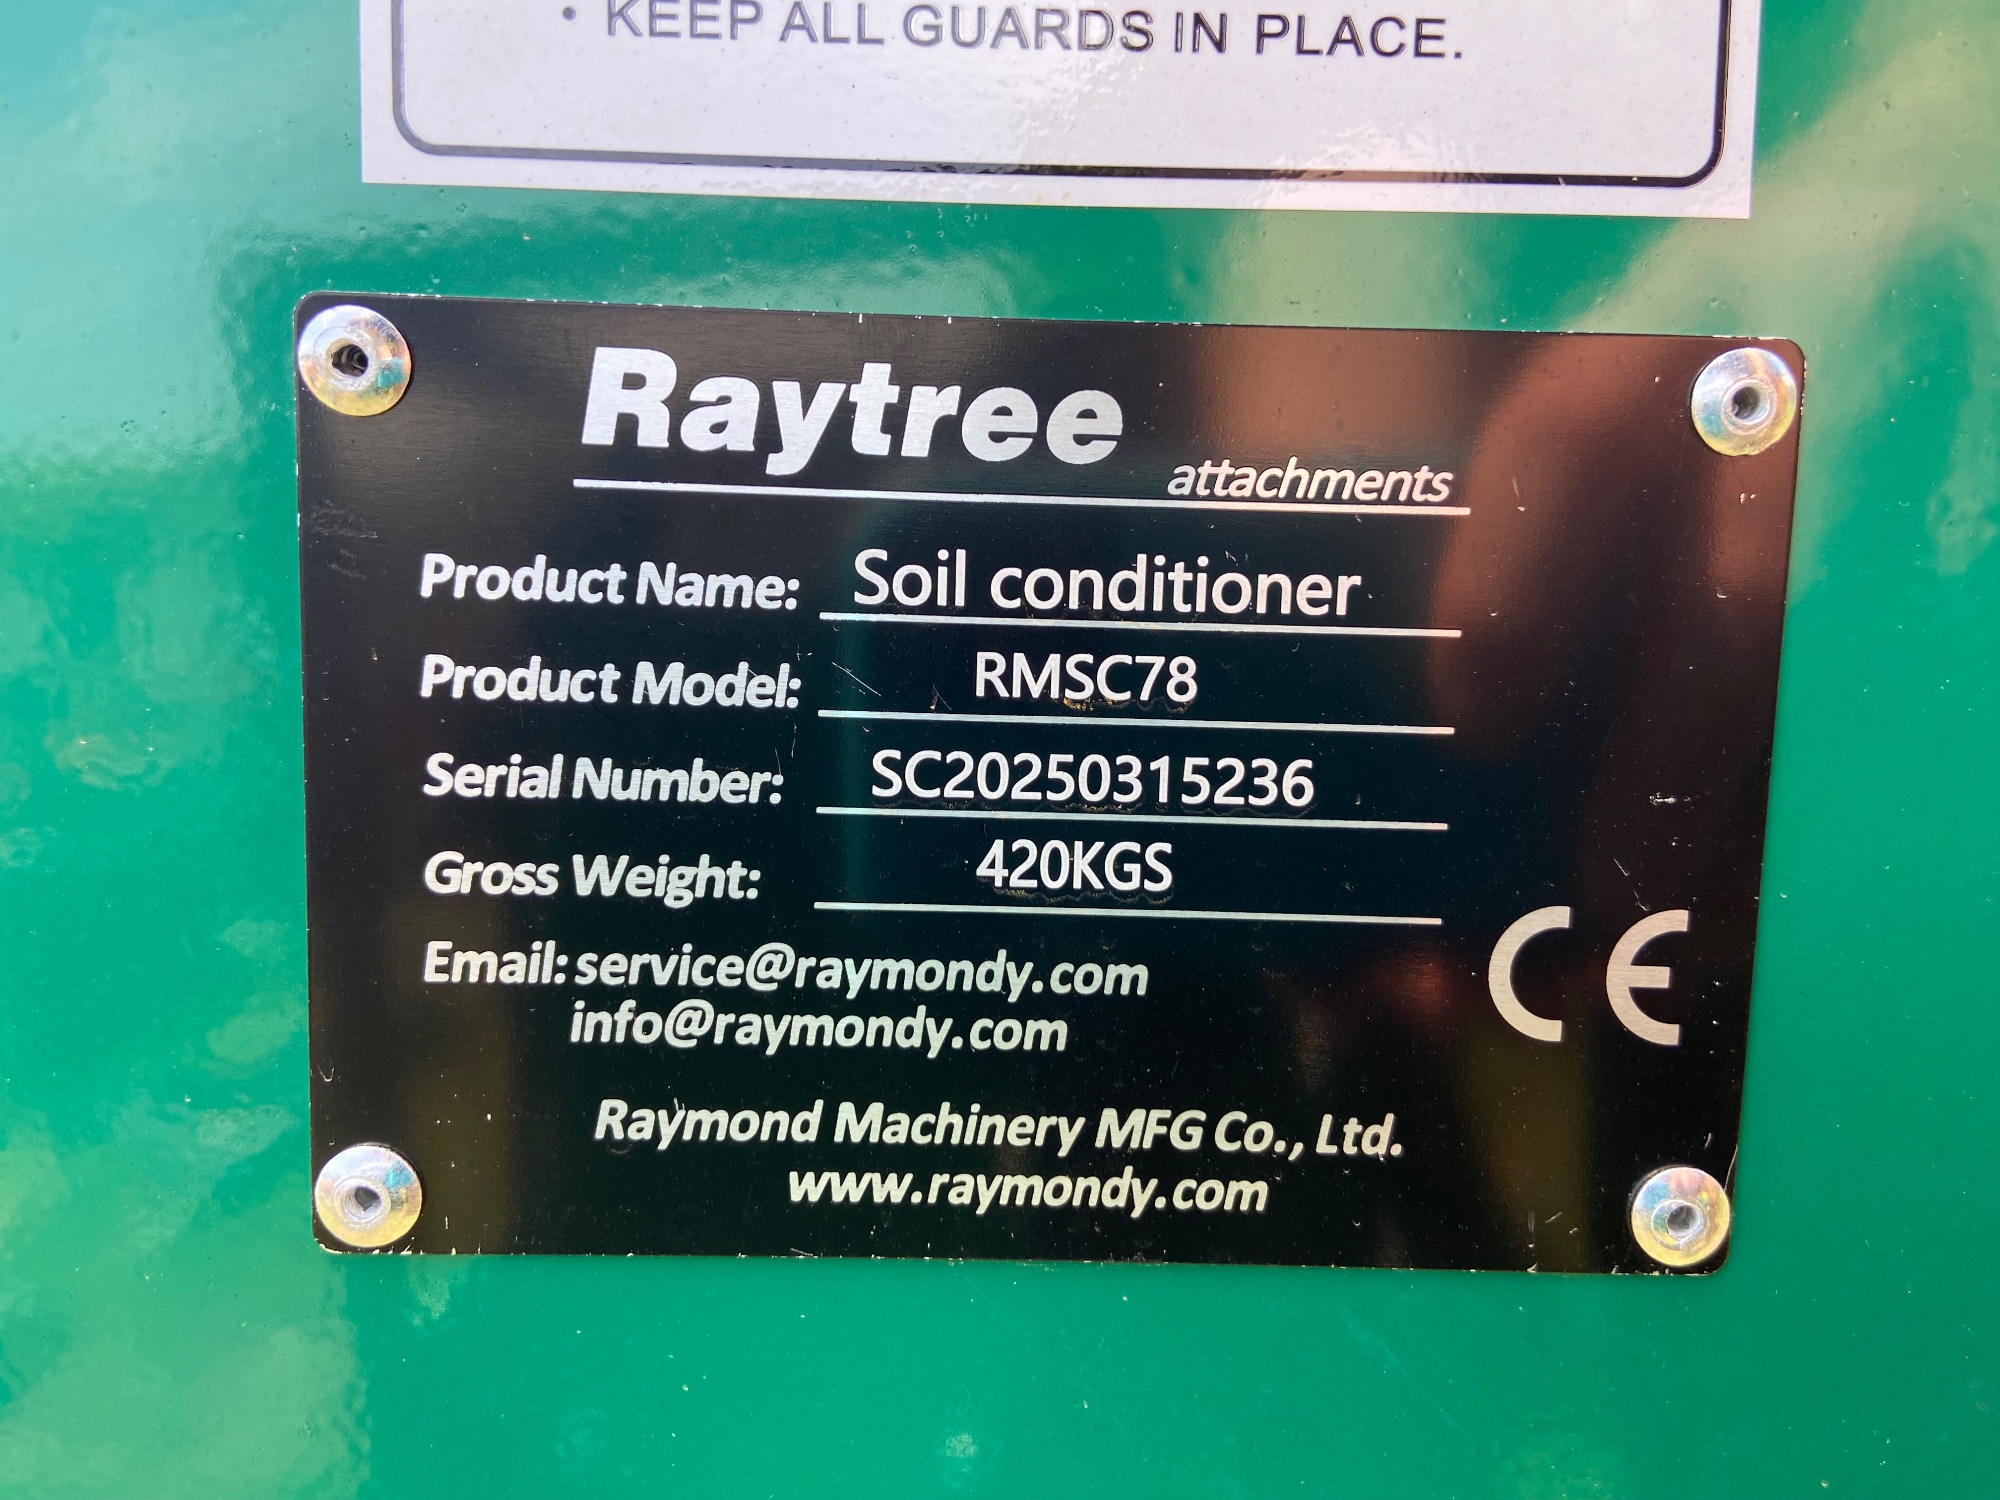 • KEEP ALL GUARDS IN PLACE.
Raytree
attachments
Product Name: Soil conditioner
Product Model: RMSC78
Serial Number: SC20250315236
Gross Weight: 420KGS
Email: service@raymondy.com
info@raymondy.com
CE
Raymond Machinery MFG Co., Ltd.
www.raymondy.com